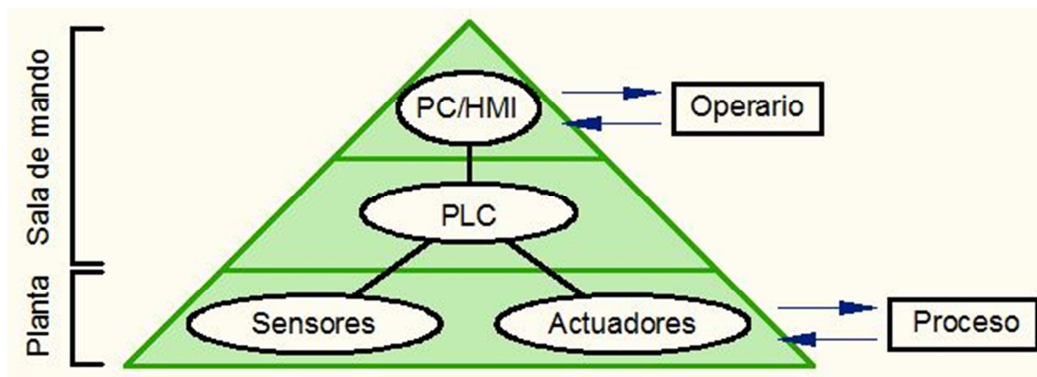 Sala de mando
PC/HMI
Operario
PLC
Planta
Sensores
Actuadores
Proceso